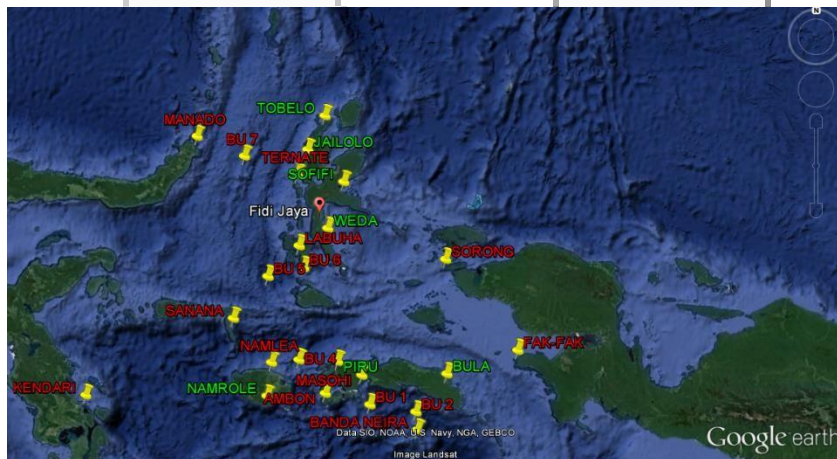 N
TOBELO
MANADO
BU 7
JAILOLO
TERNATE
SOFIFI
Fidi Jaya
WEDA
LABUHA
SORONG
BU 6
BU 5
SANANA
FAK-FAK
NAMLEA
BU 4
PIRU
BULA
KENDARI
NAMROLE
MASOHI
AMBON
BU 1
BU 2
BANDA NEIRA
Data SIO, NOAA, U.S. Navy, NGA, GEBCO
Image Landsat
Google earth